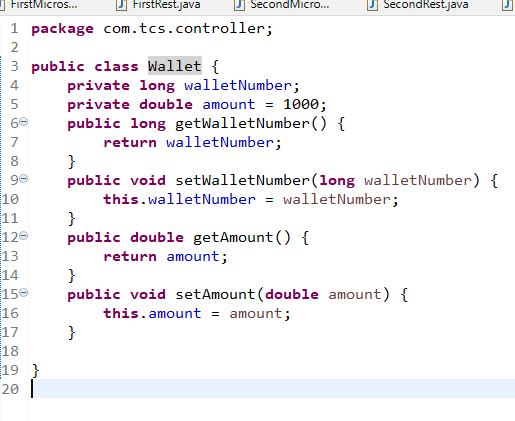 FirstMicros... FirstRest.java SecondMicro... SecondRest.java
1 package com.tcs.controller;
2
3 public class Wallet {
4     private long walletNumber;
5     private double amount = 1000;
6     public long getWalletNumber() {
7         return walletNumber;
8     }
9     public void setWalletNumber(long walletNumber) {
10         this.walletNumber = walletNumber;
11     }
12     public double getAmount() {
13         return amount;
14     }
15     public void setAmount(double amount) {
16         this.amount = amount;
17     }
18
19 }
20